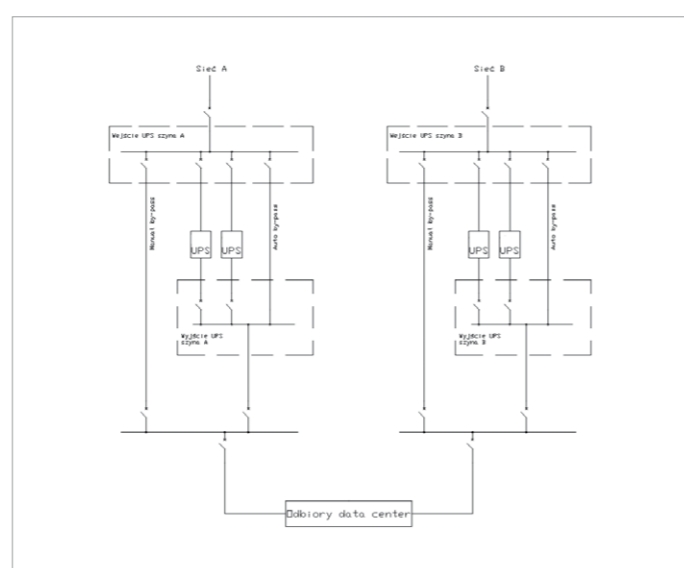 Sieć A
Sieć B
Wejście UPS szyna A
Wejście UPS szyna B
Manual by-pass
Auto by-pass
Manual by-pass
Auto by-pass
UPS
UPS
UPS
UPS
Wyjście UPS
szyna A
Wyjście UPS
szyna B
Odbiory data center